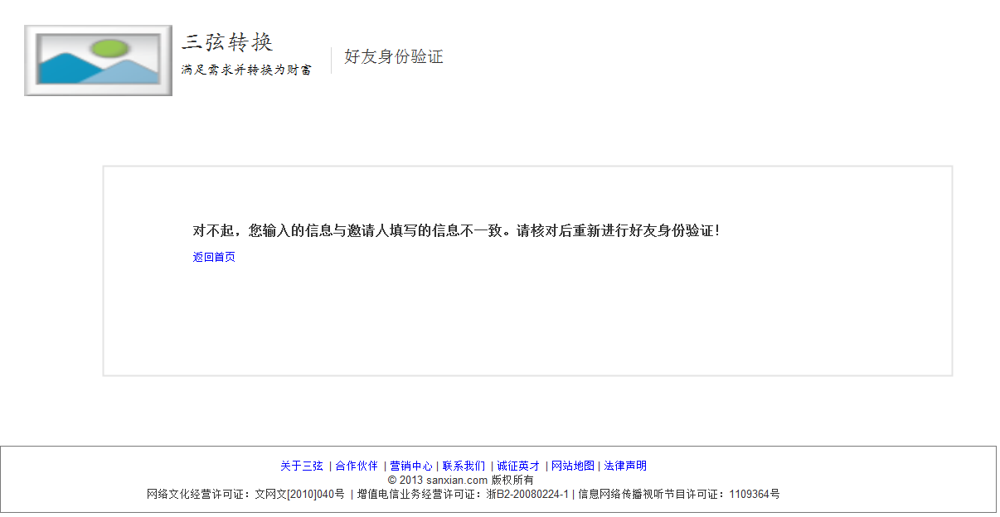 三弦转换
满足需求并转换为财富
好友身份验证
对不起，您输入的信息与邀请人填写的信息不一致。请核对后重新进行好友身份验证！
返回首页
关于三弦 | 合作伙伴 | 营销中心 | 联系我们 | 诚征英才 | 网站地图 | 法律声明
© 2013 sanxian.com 版权所有
网络文化经营许可证：文网文[2010]040号 | 增值电信业务经营许可证：浙B2-20080224-1 | 信息网络传播视听节目许可证：1109364号